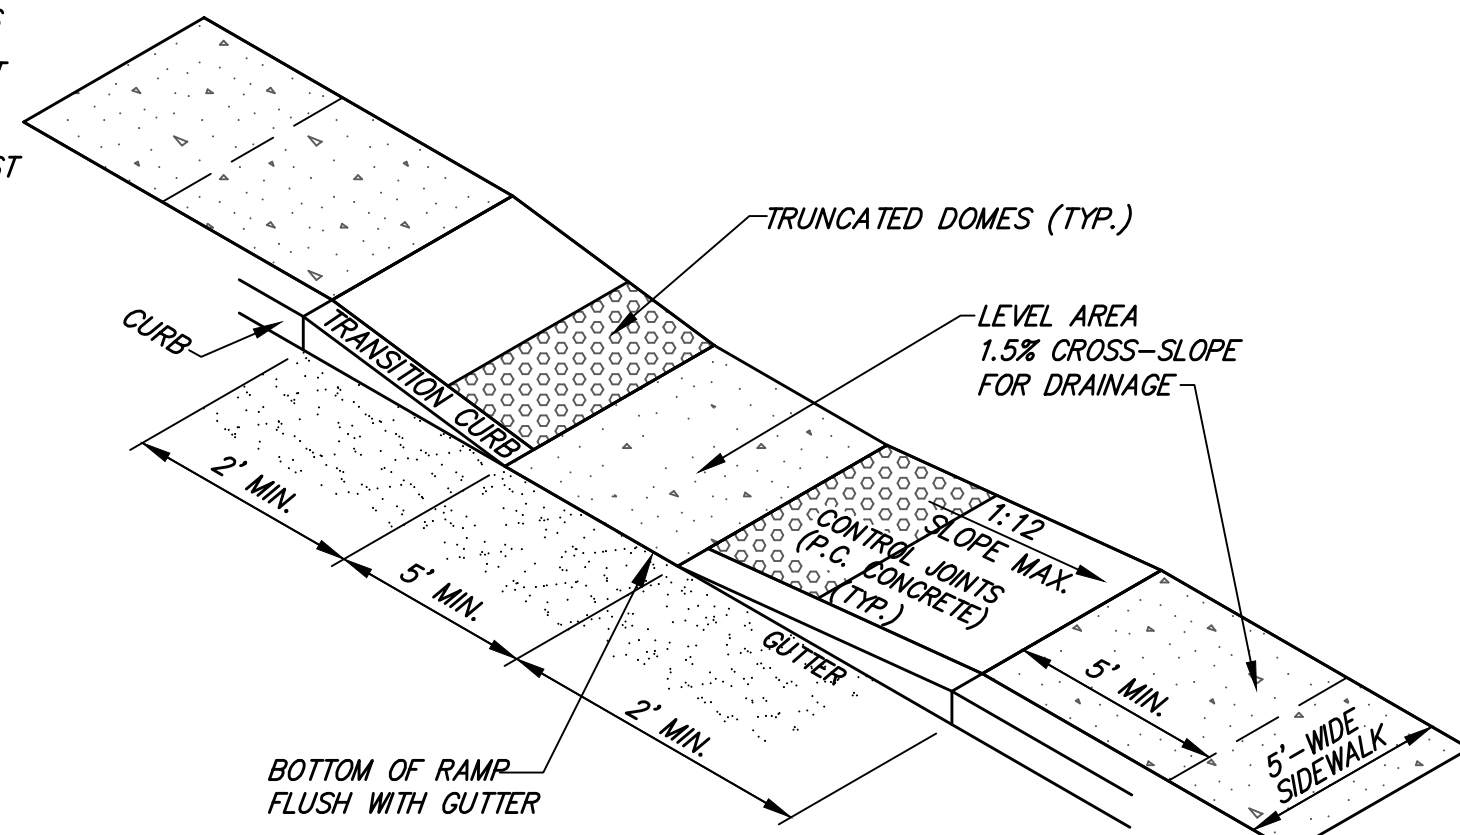 TRUNCATED DOMES (TYP.)
LEVEL AREA
1.5% CROSS-SLOPE
FOR DRAINAGE
CURB
TRANSITION CURB
2' MIN.
5' MIN.
2' MIN.
GUTTER
CONTROL JOINTS
(P.C. CONCRETE)
(TYP.)
1:12
SLOPE MAX.
5' MIN.
5'-WIDE
SIDEWALK
BOTTOM OF RAMP
FLUSH WITH GUTTER